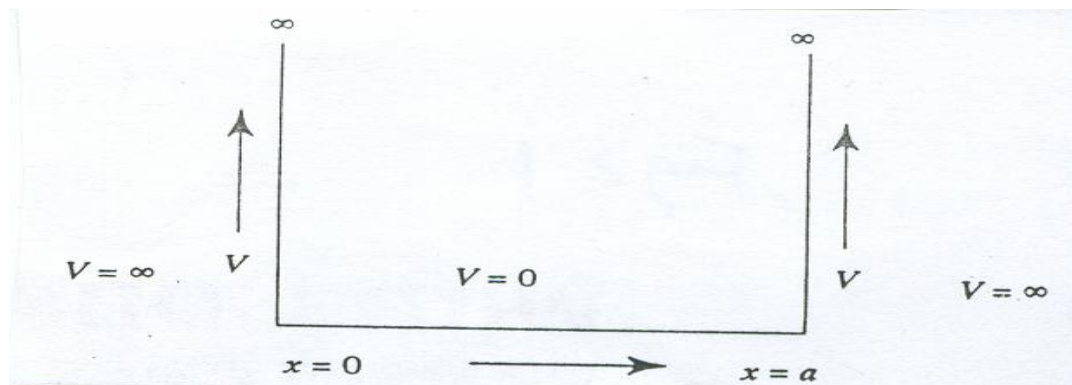 ∞ ∞
V = ∞ V V = 0 V V = ∞
x = 0 x = a